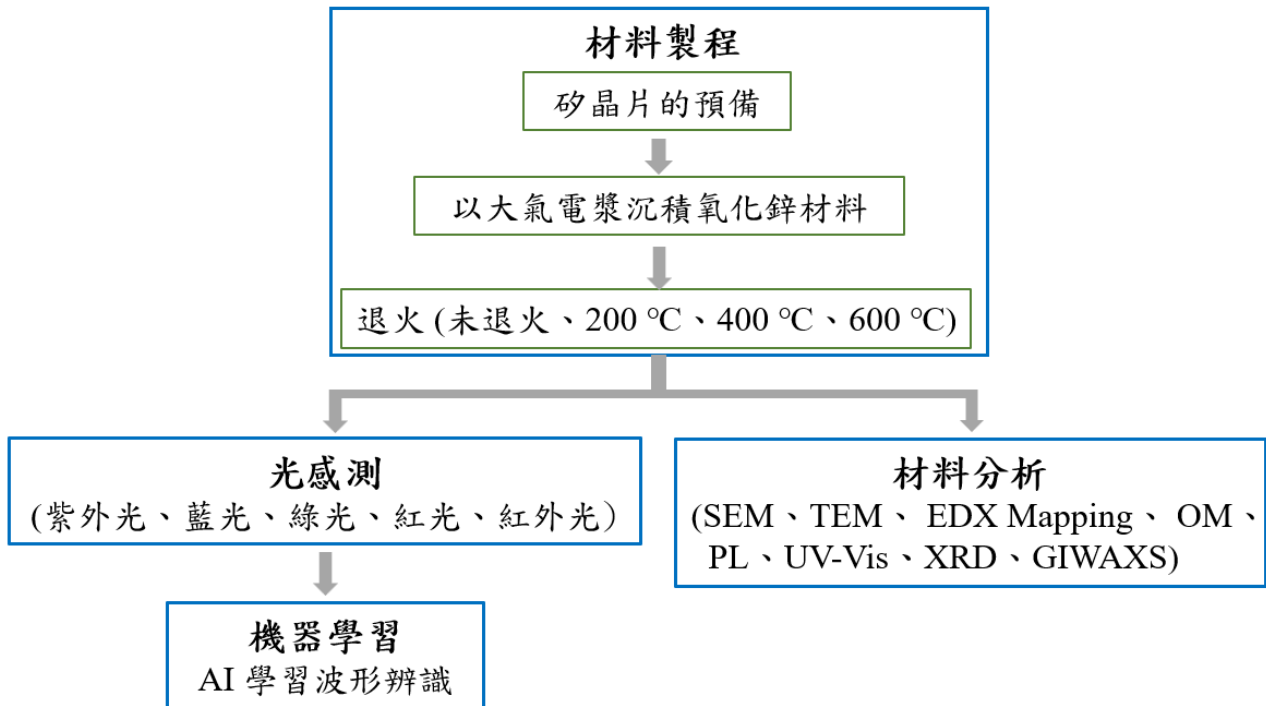 材料製程
矽晶片的預備
以大氣電漿沉積氧化鋅材料
退火 (未退火、200 ℃、400 ℃、600 ℃)
光感測
(紫外光、藍光、綠光、紅光、紅外光)
材料分析
(SEM、TEM、 EDX Mapping、 OM、
PL、UV-Vis、XRD、GIWAXS)
機器學習
AI 學習波形辨識